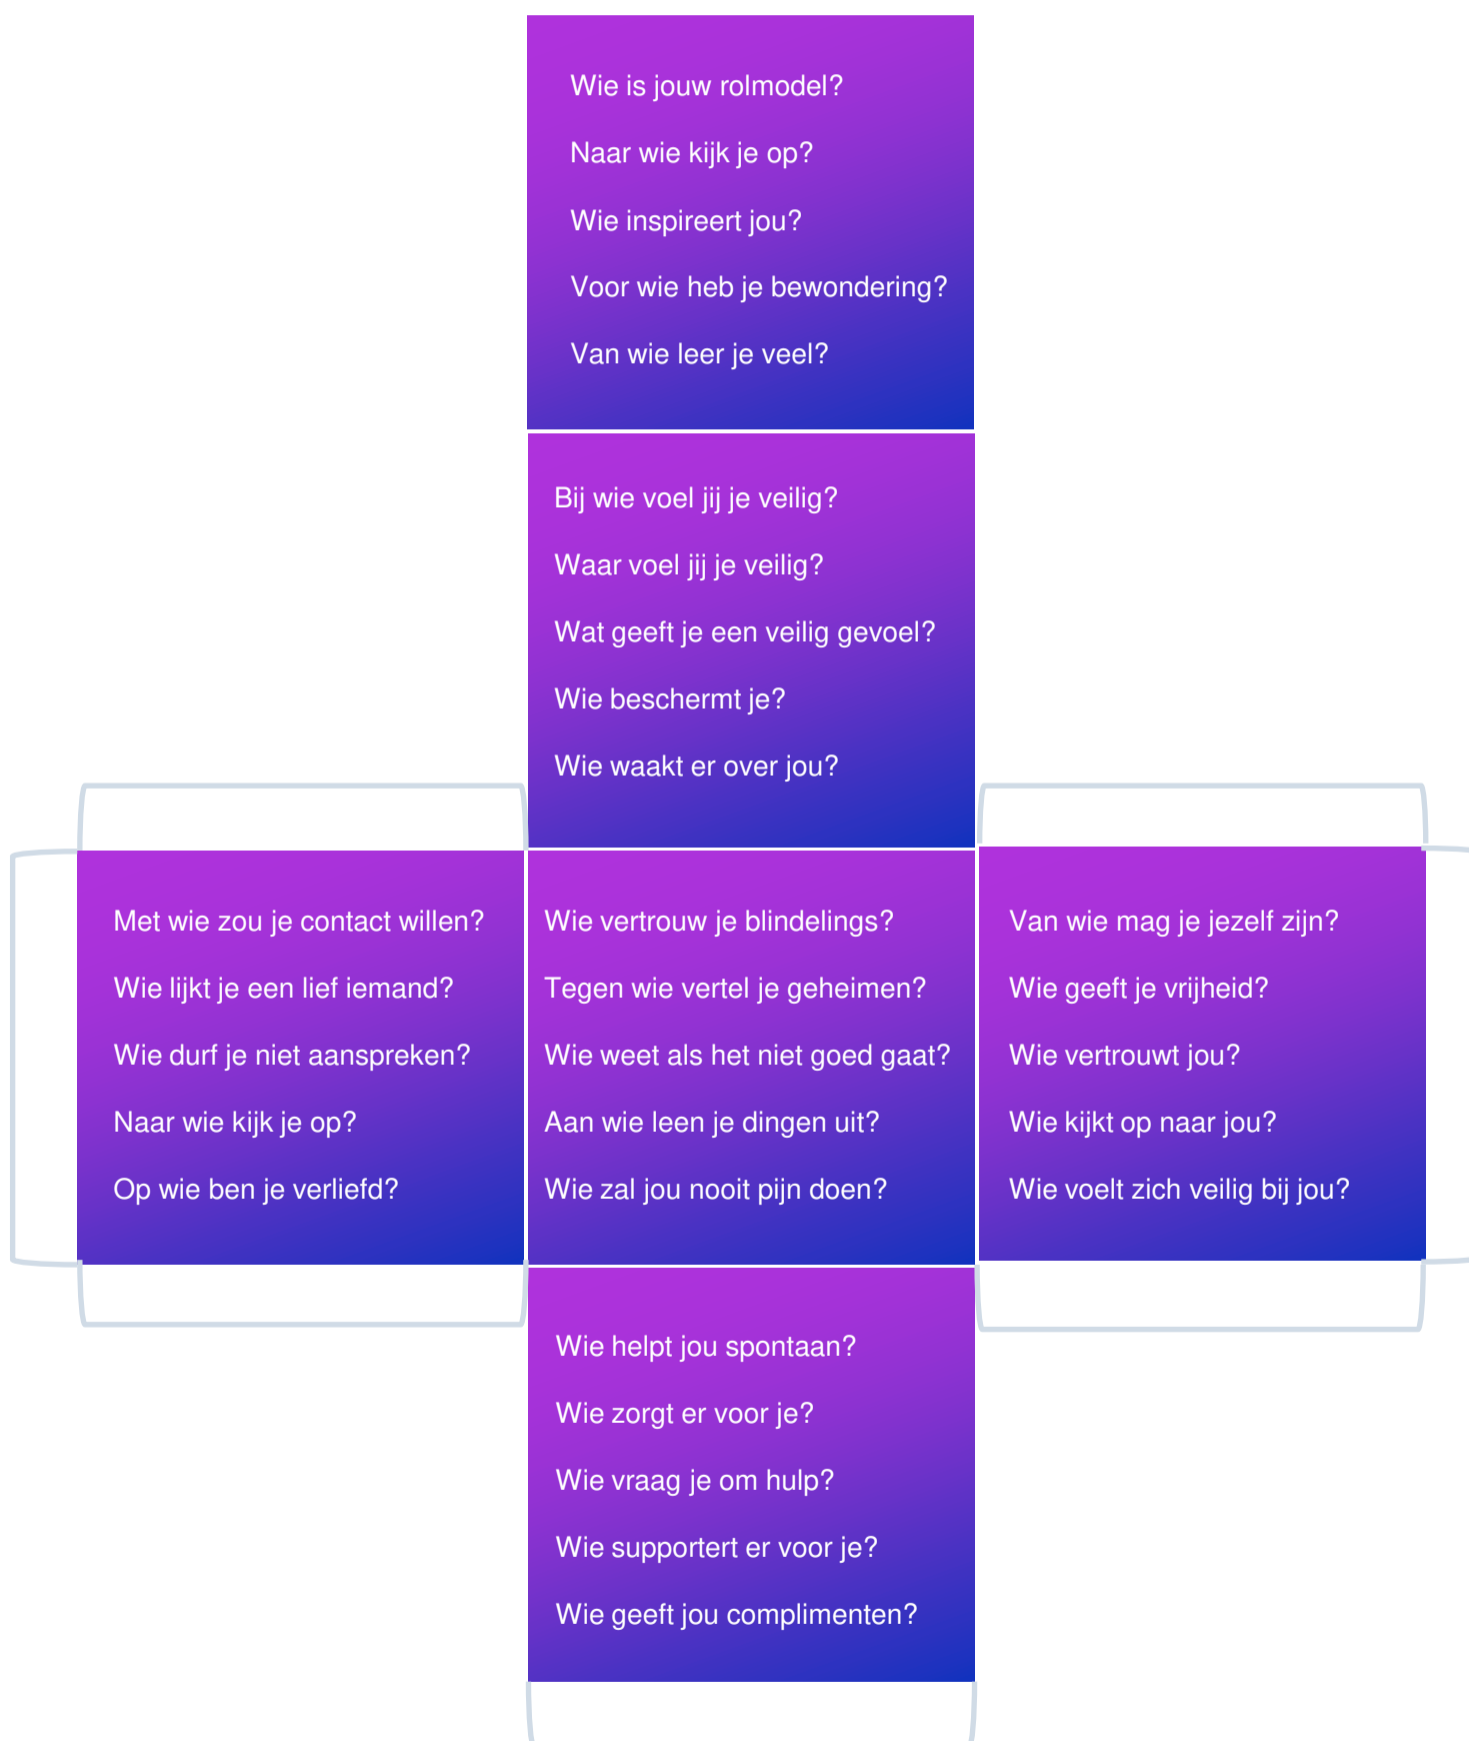 Wie is jouw rolmodel?
Naar wie kijk je op?
Wie inspireert jou?
Voor wie heb je bewondering?
Van wie leer je veel?
Bij wie voel jij je veilig?
Waar voel jij je veilig?
Wat geeft je een veilig gevoel?
Wie beschermt je?
Wie waakt er over jou?
Met wie zou je contact willen?
Wie lijkt je een lief iemand?
Wie durf je niet aanspreken?
Naar wie kijk je op?
Op wie ben je verliefd?
Wie vertrouw je blindelings?
Tegen wie vertel je geheimen?
Wie weet als het niet goed gaat?
Aan wie leen je dingen uit?
Wie zal jou nooit pijn doen?
Van wie mag je jezelf zijn?
Wie geeft je vrijheid?
Wie vertrouwt jou?
Wie kijkt op naar jou?
Wie voelt zich veilig bij jou?
Wie helpt jou spontaan?
Wie zorgt er voor je?
Wie vraag je om hulp?
Wie supportert er voor je?
Wie geeft jou complimenten?